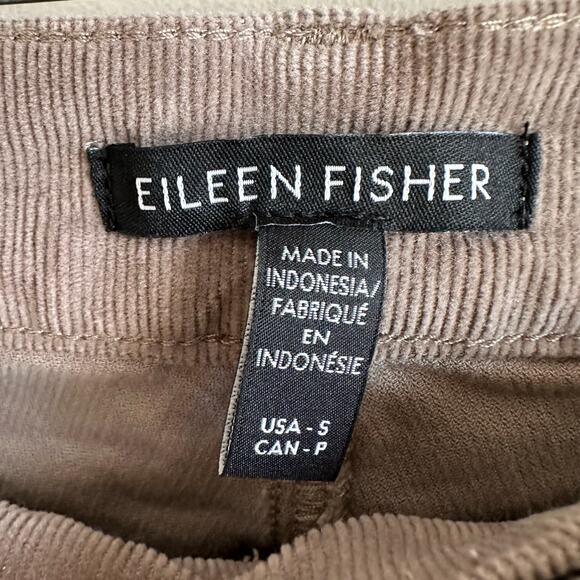 EILEEN FISHER
MADE IN
INDONESIA/
FABRIQUÉ
EN
INDONÉSIE
USA - S
CAN - P